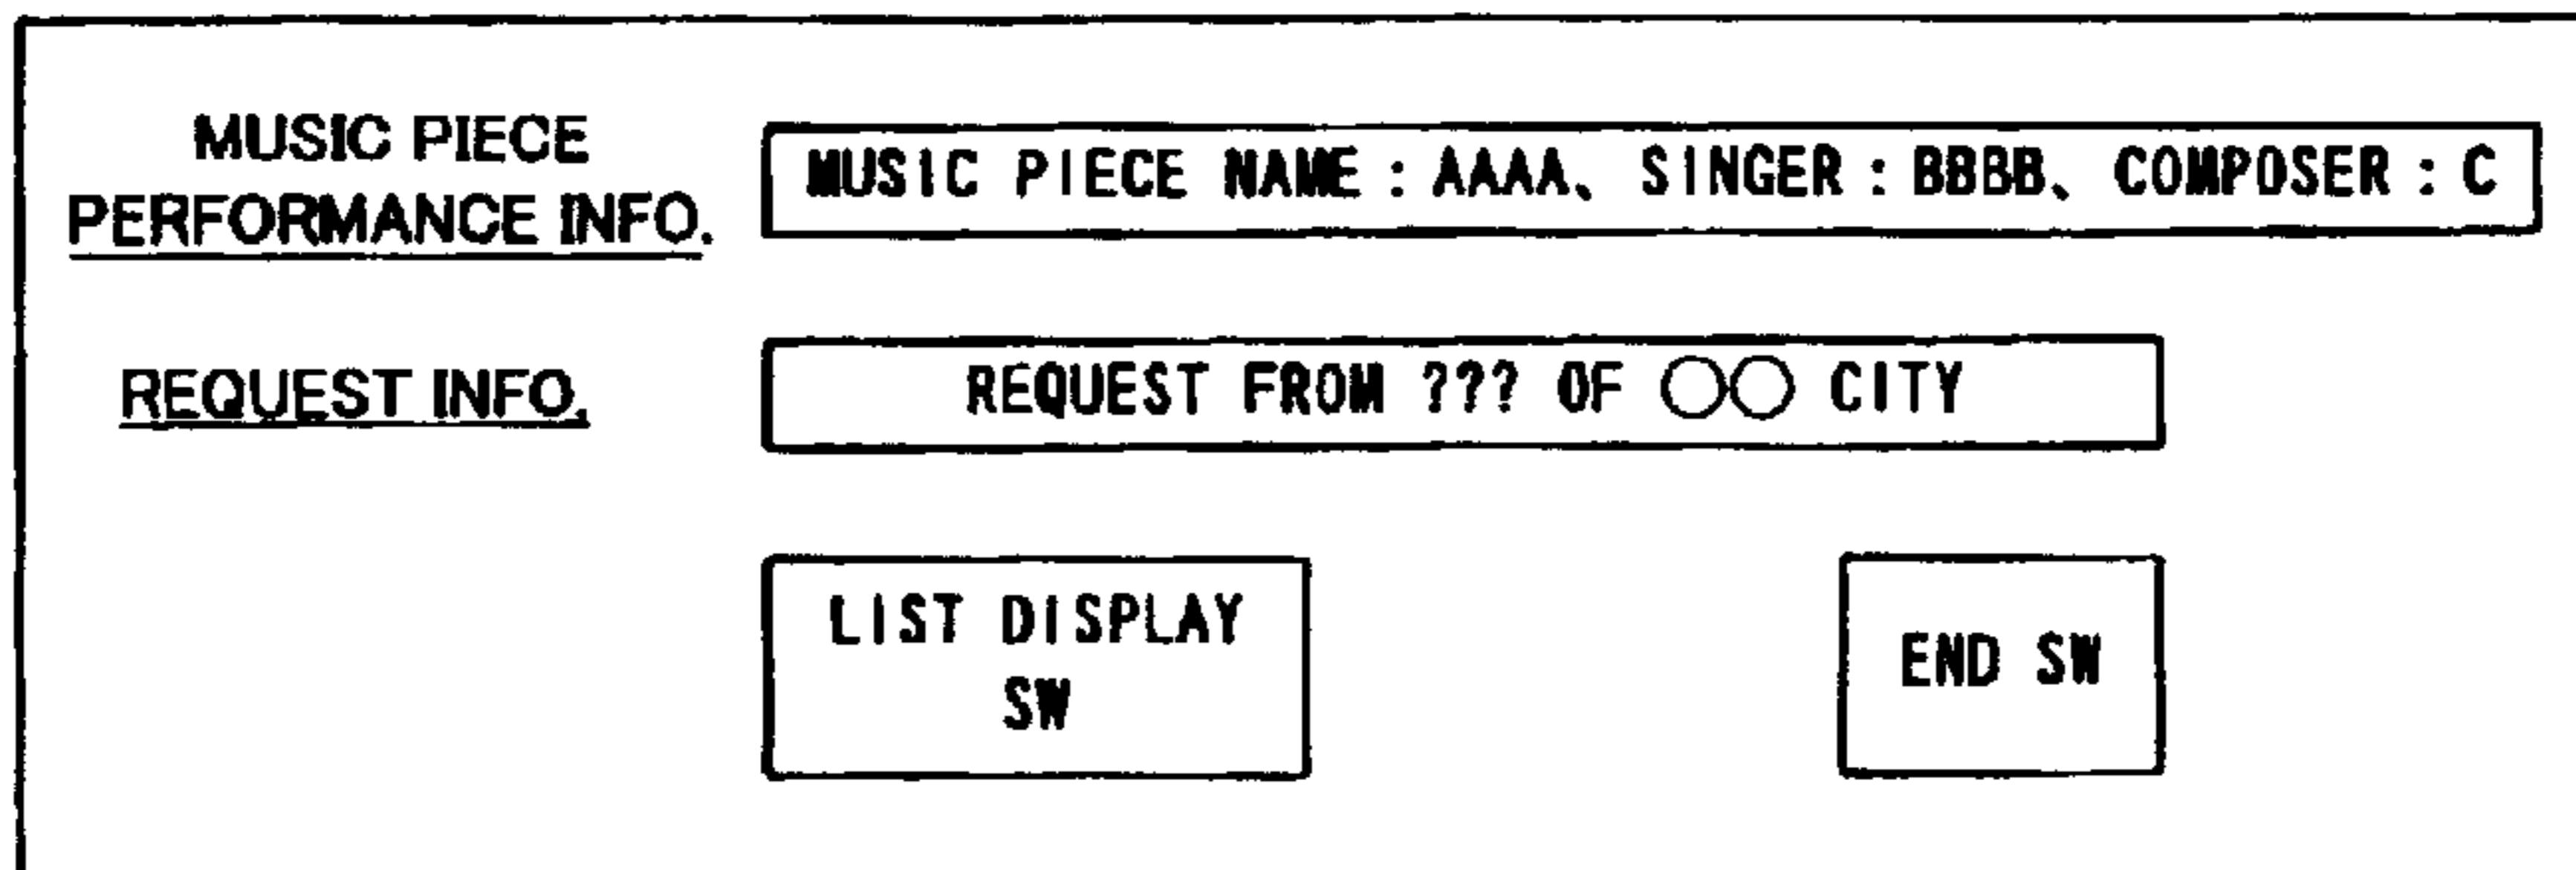 MUSIC PIECE
PERFORMANCE INFO.
MUSIC PIECE NAME : AAAA、 SINGER : BBBB、 COMPOSER : C
REQUEST INFO.
REQUEST FROM ??? OF ○○ CITY
LIST DISPLAY
SW
END SW